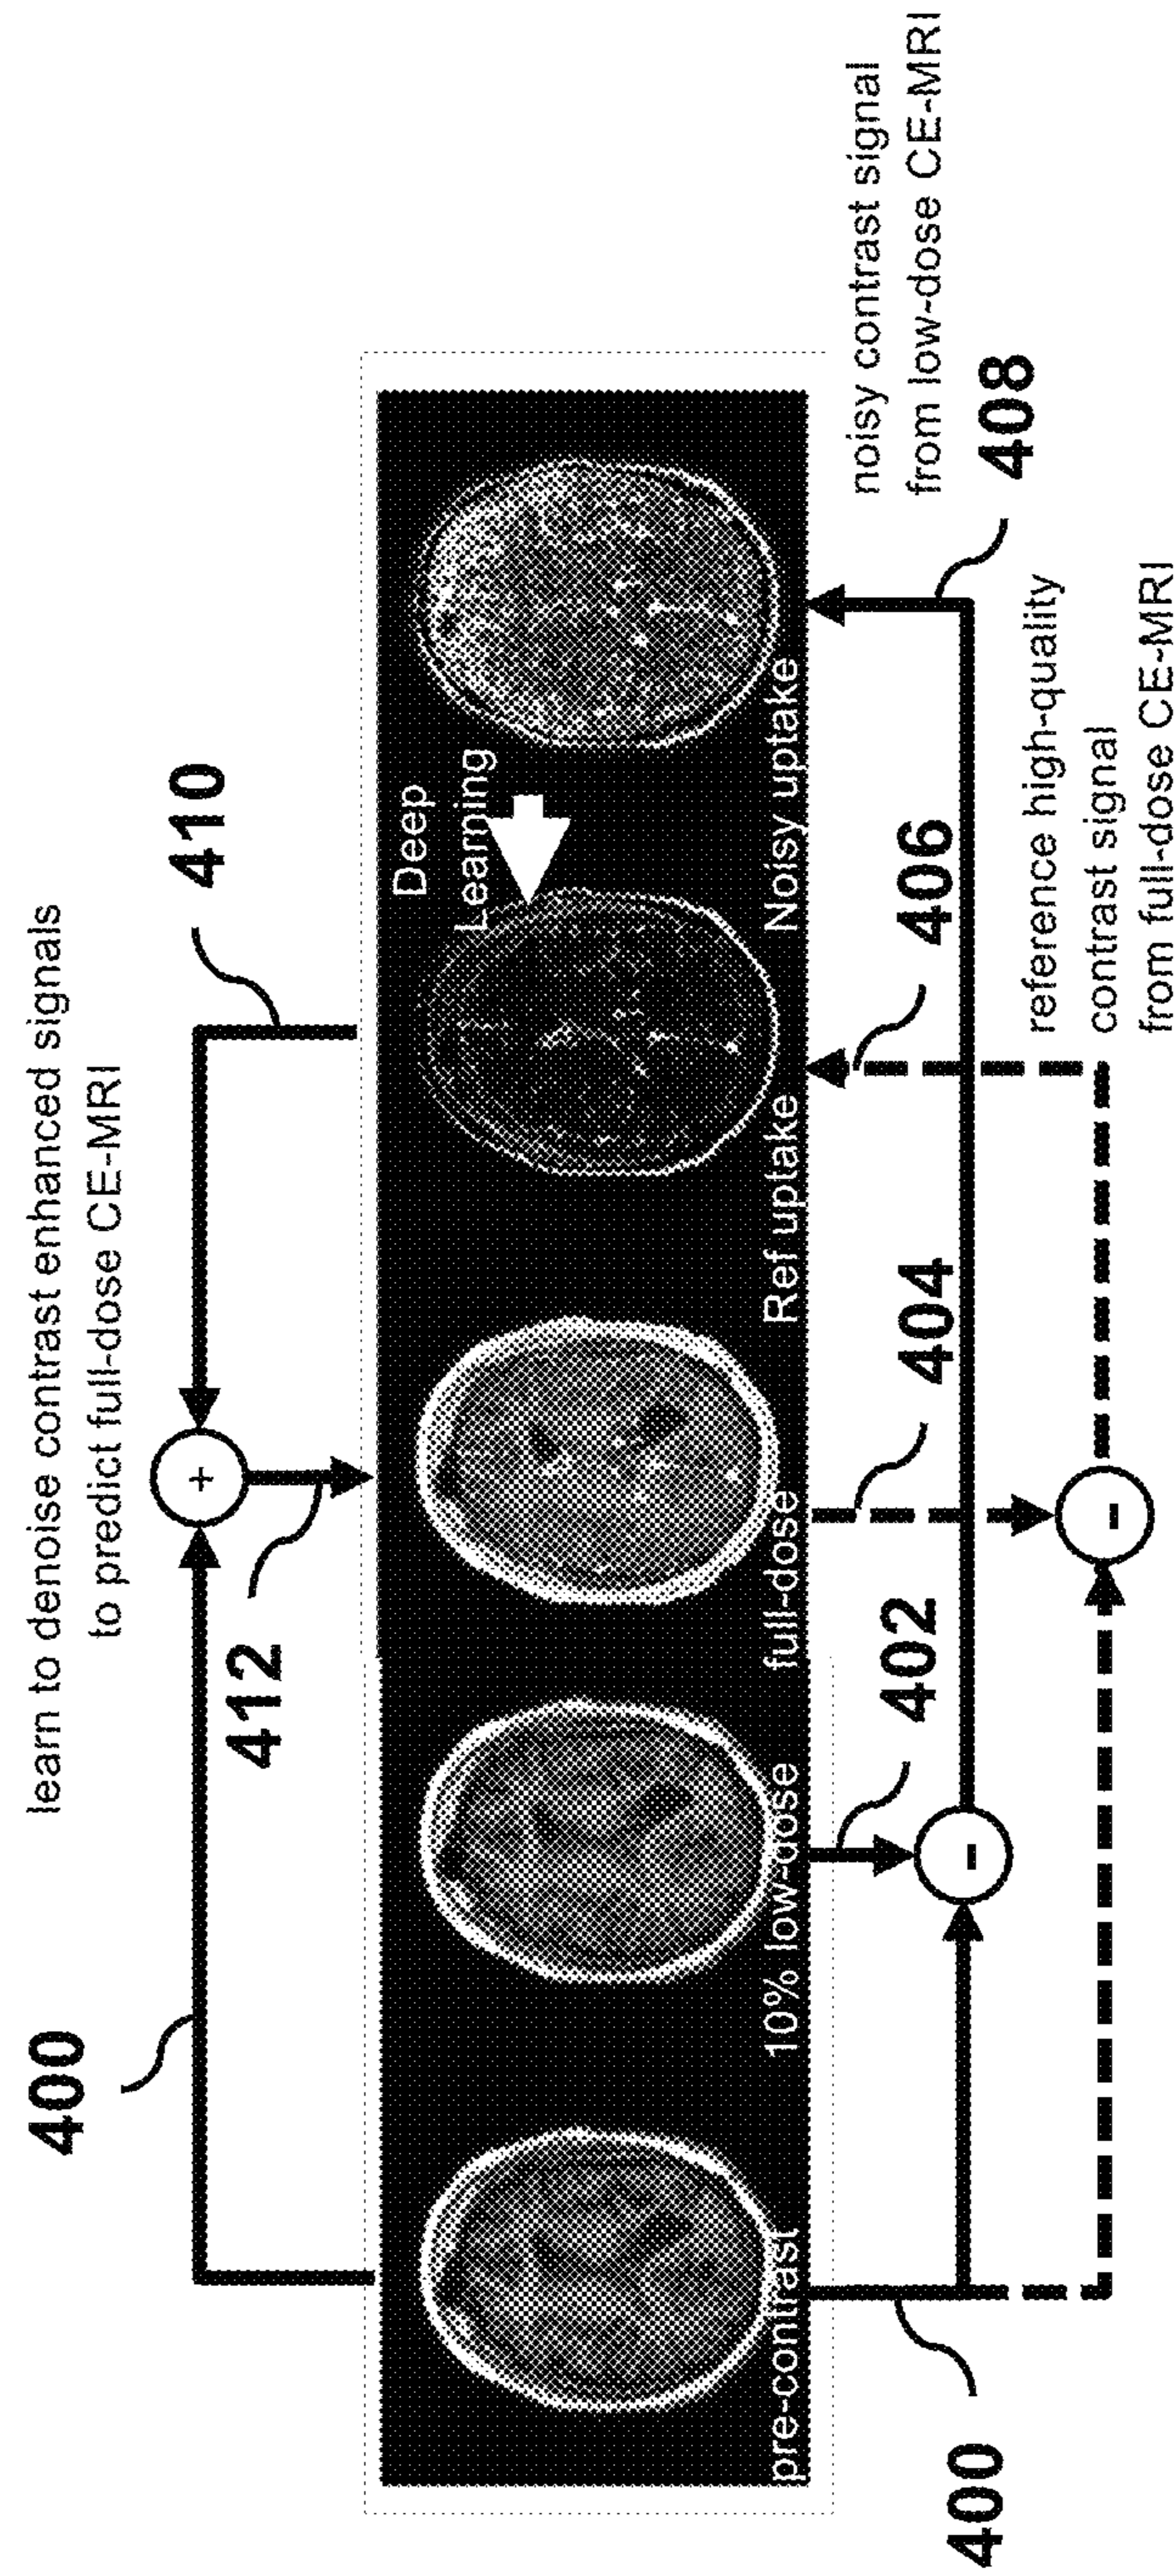 learn to denoise contrast enhanced signals
to predict full-dose CE-MRI
400
410
412
Deep
Learning
pre-contrast
10% low-dose
full-dose
Ref uptake
Noisy uptake
+
-
-
400
402
404
406
408
noisy contrast signal
from low-dose CE-MRI
reference high-quality
contrast signal
from full-dose CE-MRI